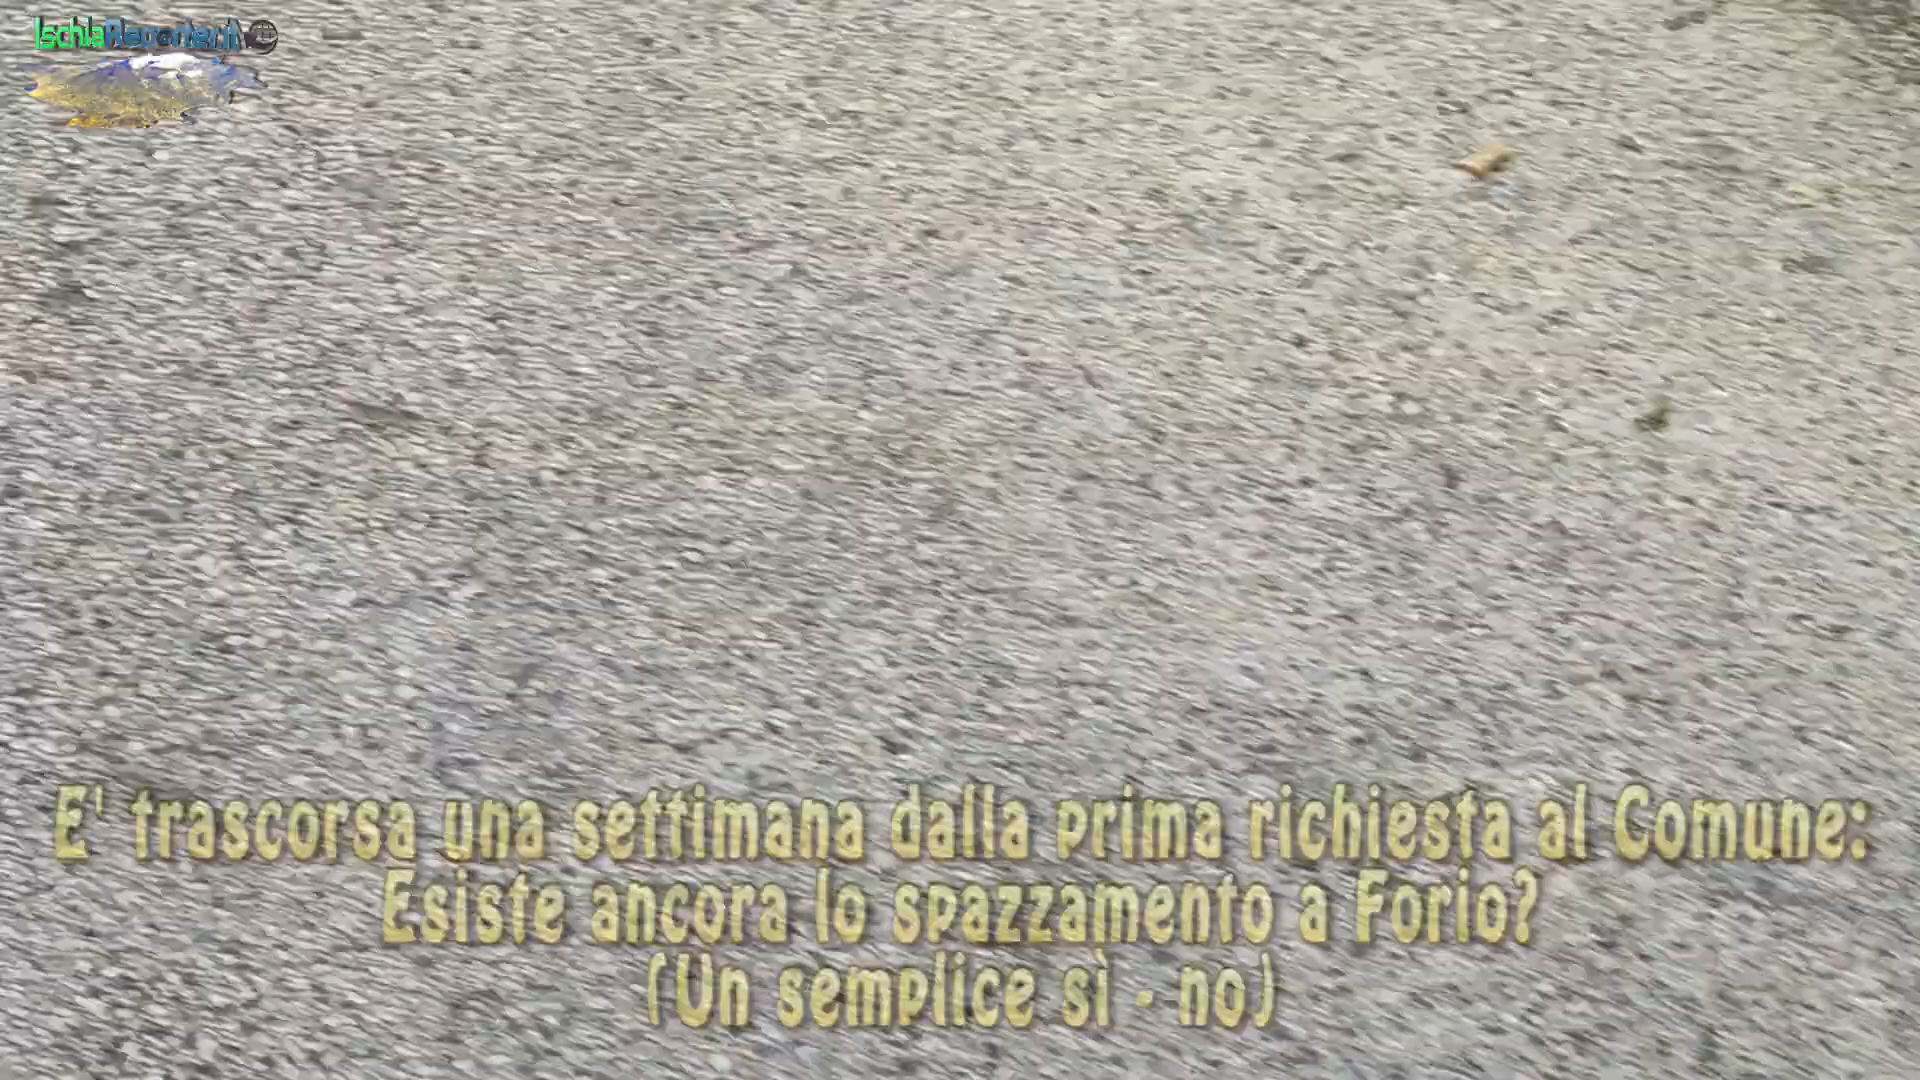 IschiaReporter.it
E' trascorsa una settimana dalla prima richiesta al Comune:
Esiste ancora lo spazzamento a Forio?
(Un semplice sì - no)